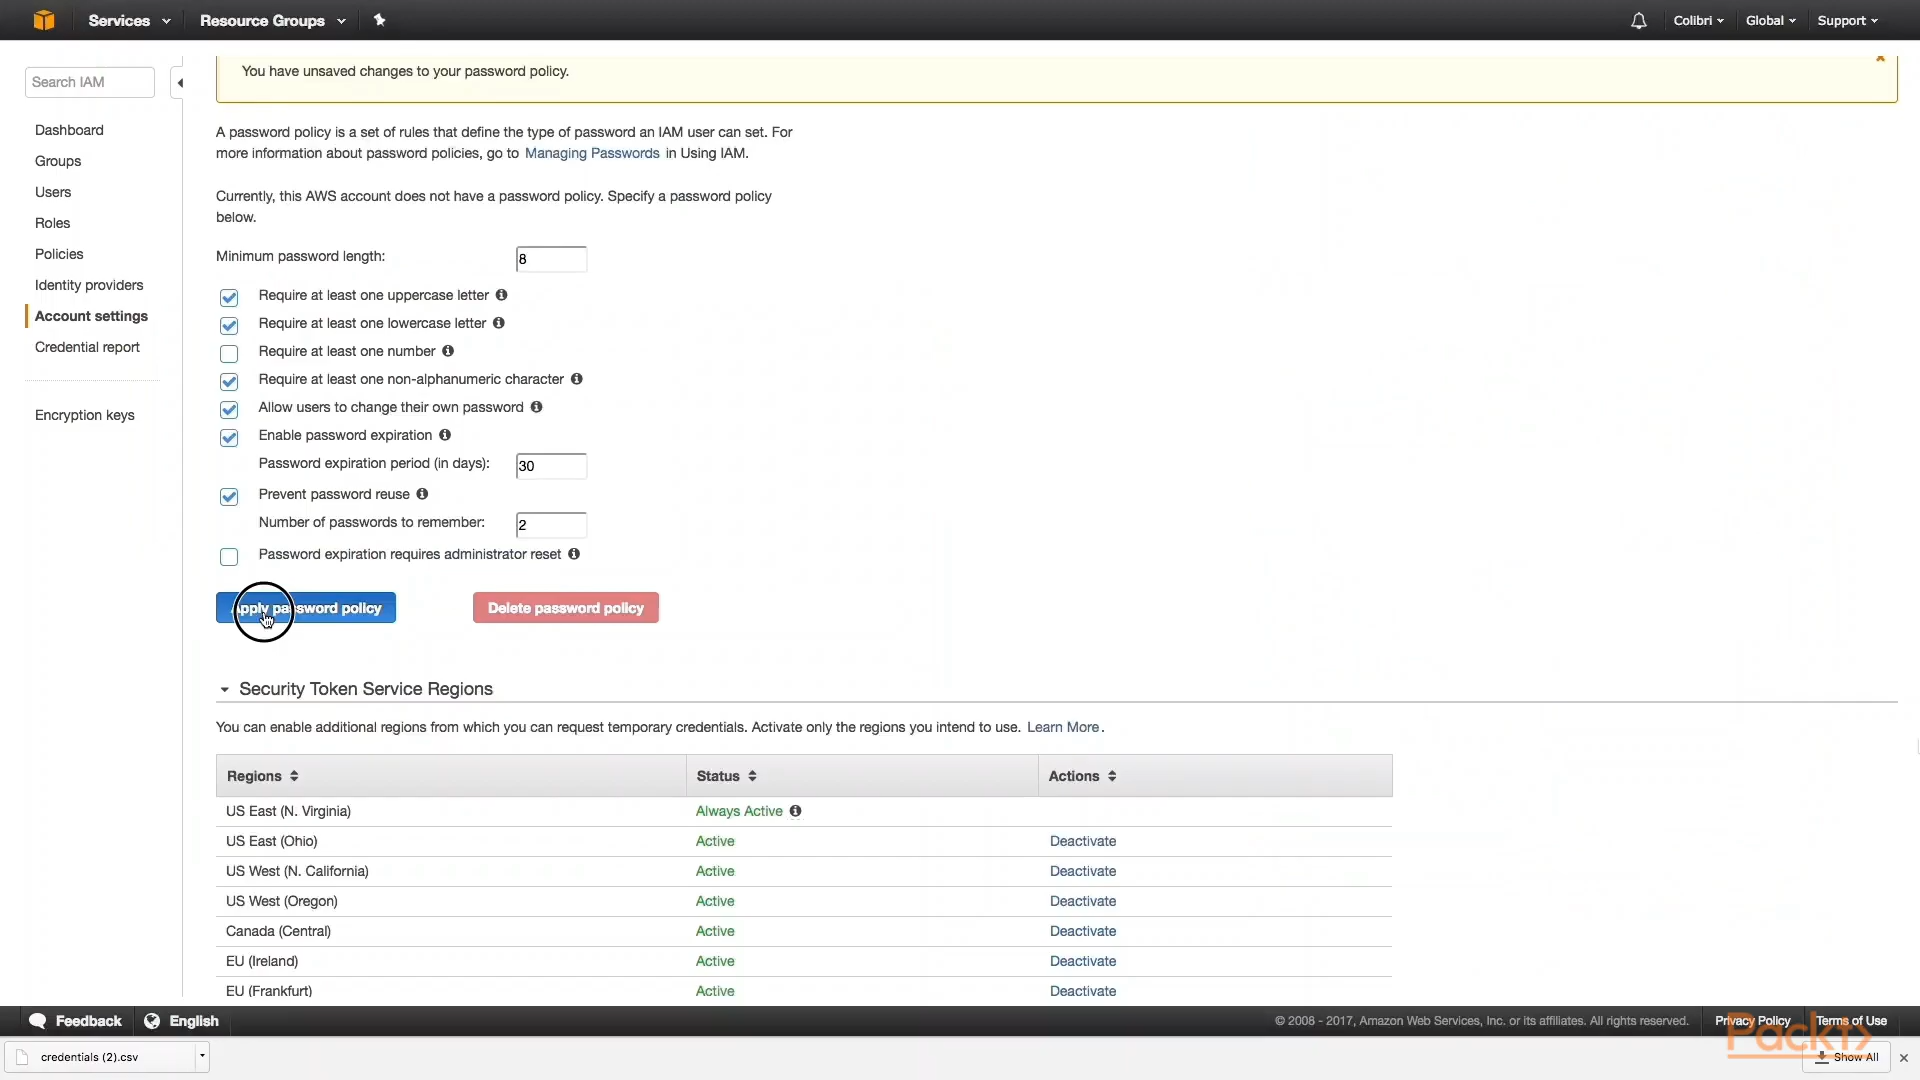 Services
Resource Groups
Colibri
Global
Support
Search IAM
Dashboard
Groups
Users
Roles
Policies
Identity providers
Account settings
Credential report
Encryption keys
You have unsaved changes to your password policy.
A password policy is a set of rules that define the type of password an IAM user can set. For
more information about password policies, go to Managing Passwords in Using IAM.
Currently, this AWS account does not have a password policy. Specify a password policy
below.
Minimum password length: 8
Require at least one uppercase letter
Require at least one lowercase letter
Require at least one number
Require at least one non-alphanumeric character
Allow users to change their own password
Enable password expiration
Password expiration period (in days): 30
Prevent password reuse
Number of passwords to remember: 2
Password expiration requires administrator reset
Apply password policy
Delete password policy
Security Token Service Regions
You can enable additional regions from which you can request temporary credentials. Activate only the regions you intend to use. Learn More.
Regions Status Actions
US East (N. Virginia) Always Active
US East (Ohio) Active Deactivate
US West (N. California) Active Deactivate
US West (Oregon) Active Deactivate
Canada (Central) Active Deactivate
EU (Ireland) Active Deactivate
EU (Frankfurt) Active Deactivate
Feedback
English
© 2008 - 2017, Amazon Web Services, Inc. or its affiliates. All rights reserved.
Privacy Policy
Terms of Use
Packt>
credentials (2).csv
Show All